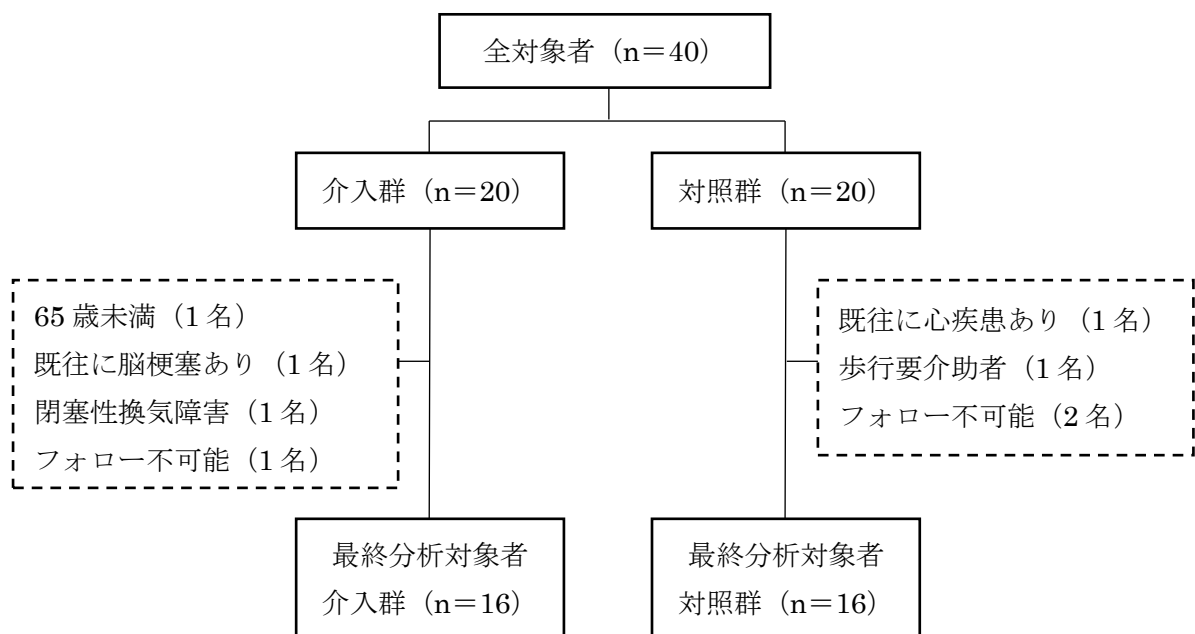 全対象者（n＝40）
介入群（n＝20）
対照群（n＝20）
65歳未満（1名）
既往に脳梗塞あり（1名）
閉塞性換気障害（1名）
フォロー不可能（1名）
既往に心疾患あり（1名）
歩行要介助者（1名）
フォロー不可能（2名）
最終分析対象者
介入群（n＝16）
最終分析対象者
対照群（n＝16）